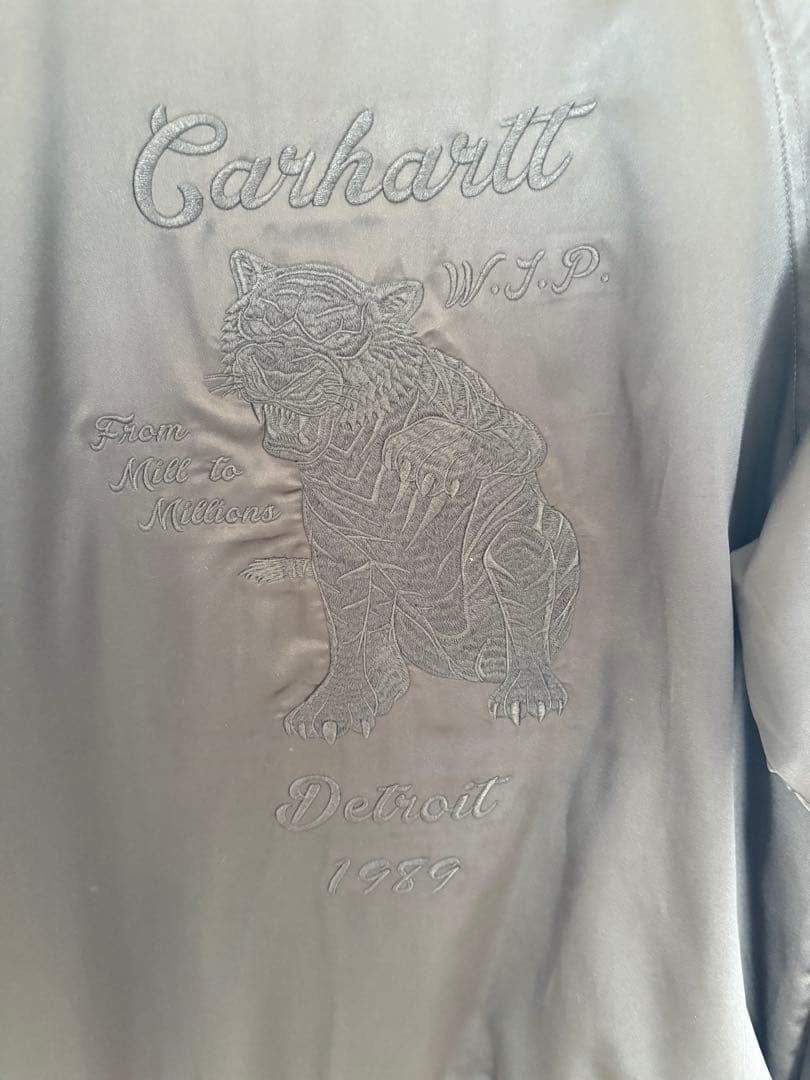 Carhartt
W.I.P.
From
Mill to
Millions
Detroit
1989